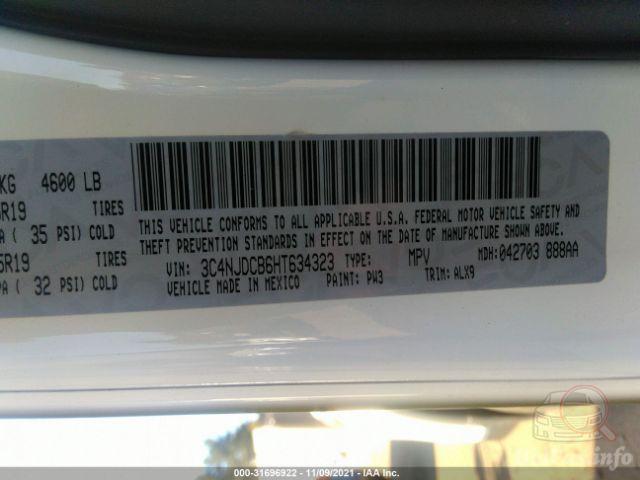 KG 4600 LB
R19 TIRES
( 35 PSI) COLD
5R19 TIRES
PA ( 32 PSI) COLD
THIS VEHICLE CONFORMS TO ALL APPLICABLE U.S.A. FEDERAL MOTOR VEHICLE SAFETY AND
THEFT PREVENTION STANDARDS IN EFFECT ON THE DATE OF MANUFACTURE SHOWN ABOVE.
VIN: 3C4NJDCB6HT634323 TYPE: MPV MDH: 042703 888AA
VEHICLE MADE IN MEXICO PAINT: PW3 TRIM: ALX9
000-31696922 - 11/09/2021 - IAA Inc.